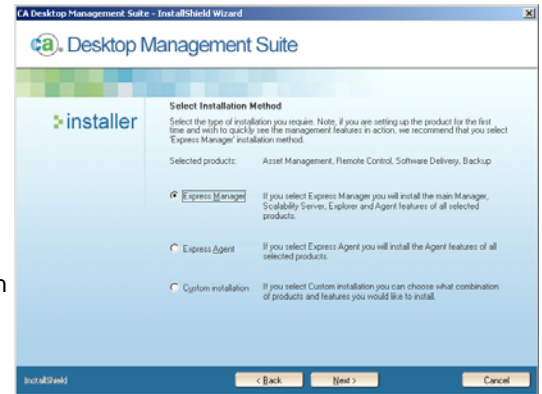 CA Desktop Management Suite - InstallShield Wizard
ca. Desktop Management Suite
installer
Select Installation Method
Select the type of installation you require. Note, if you are setting up the product for the first
time and wish to quickly see the management features in action, we recommend that you select
'Express Manager' installation method.
Selected products: Asset Management, Remote Control, Software Delivery, Backup
Express Manager
If you select Express Manager you will install the main Manager,
Scalability Server, Explorer and Agent features of all selected
products.
Express Agent
If you select Express Agent you will install the Agent features of all
selected products.
Custom installation
If you select Custom installation you can choose what combination
of products and features you would like to install.
n
InstallShield
< Back
Next >
Cancel